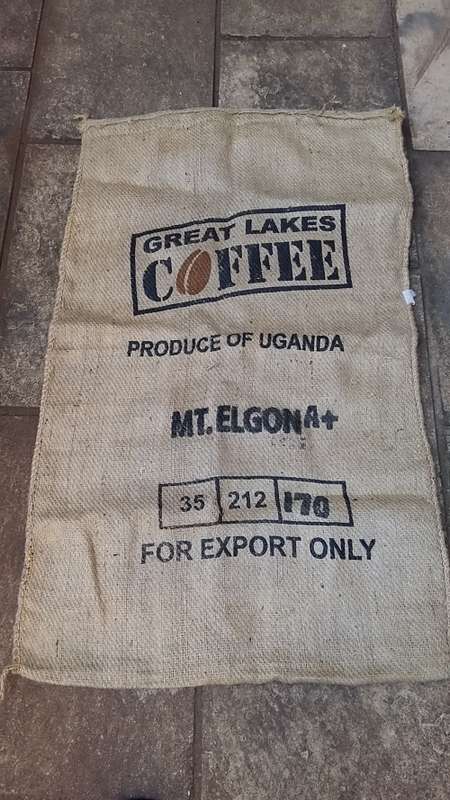 GREAT LAKES
COFFEE
PRODUCE OF UGANDA
MT. ELGON A+
35 212 170
FOR EXPORT ONLY